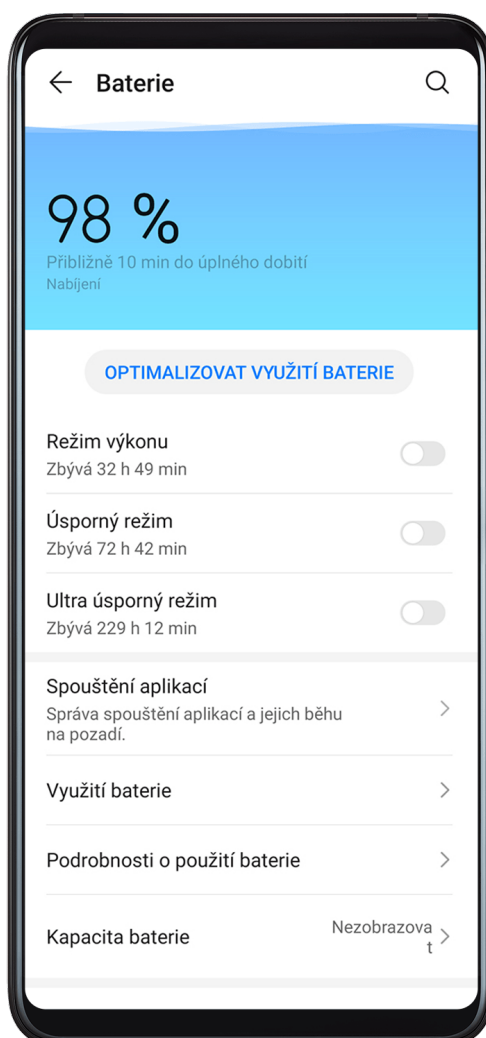 Baterie
98 %
Přibližně 10 min do úplného dobití
Nabíjení
OPTIMALIZOVAT VYUŽITÍ BATERIE
Režim výkonu
Zbývá 32 h 49 min
Úsporný režim
Zbývá 72 h 42 min
Ultra úsporný režim
Zbývá 229 h 12 min
Spouštění aplikací
Správa spouštění aplikací a jejich běhu
na pozadí.
Využití baterie
Podrobnosti o použití baterie
Kapacita baterie
Nezobrazova
t